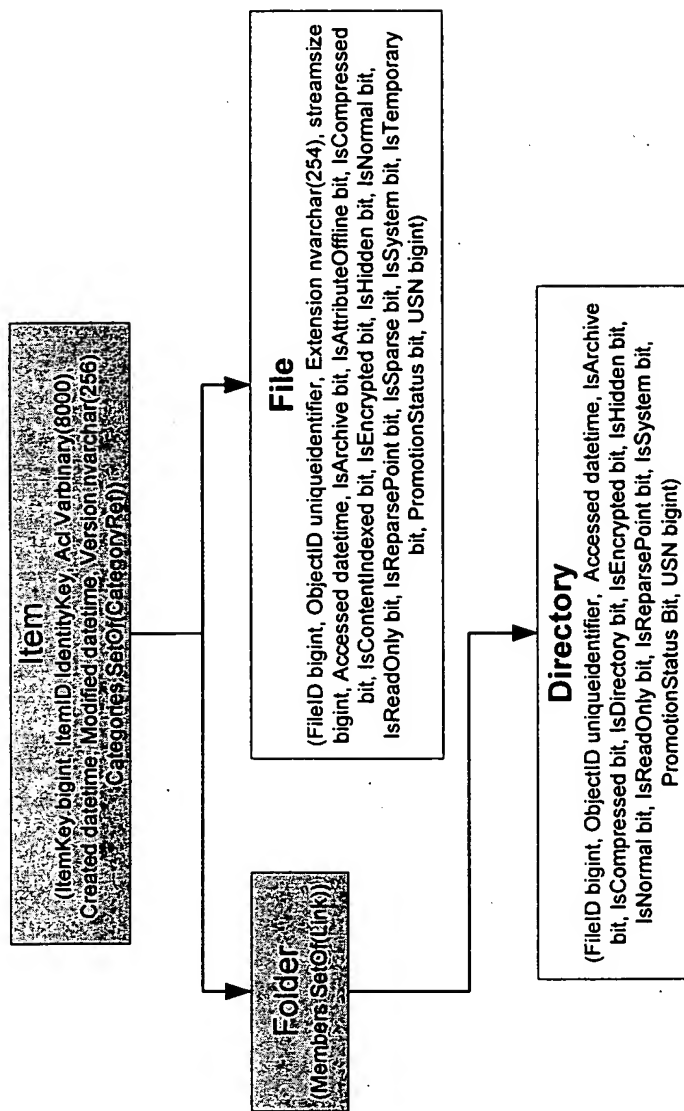 Item
(ItemKey bigint, ItemID IdentityKey, Acl Varbinary(8000),
Created datetime, Modified datetime, Version nvarchar(256)
Categories SetOf(CategoryRef))
Folder
(Members SetOf(Link))
File
(FileID bigint, ObjectID uniqueidentifier, Extension nvarchar(254), streamsize
bigint, Accessed datetime, IsArchive bit, IsAttributeOffline bit, IsCompressed
bit, IsContentIndexed bit, IsEncrypted bit, IsHidden bit, IsNormal bit,
IsReadOnly bit, IsReparsePoint bit, IsSparse bit, IsSystem bit, IsTemporary
bit, PromotionStatus bit, USN bigint)
Directory
(FileID bigint, ObjectID uniqueidentifier, Accessed datetime, IsArchive
bit, IsCompressed bit, IsDirectory bit, IsEncrypted bit, IsHidden bit,
IsNormal bit, IsReadOnly bit, IsReparsePoint bit, IsSystem bit,
PromotionStatus Bit, USN bigint)